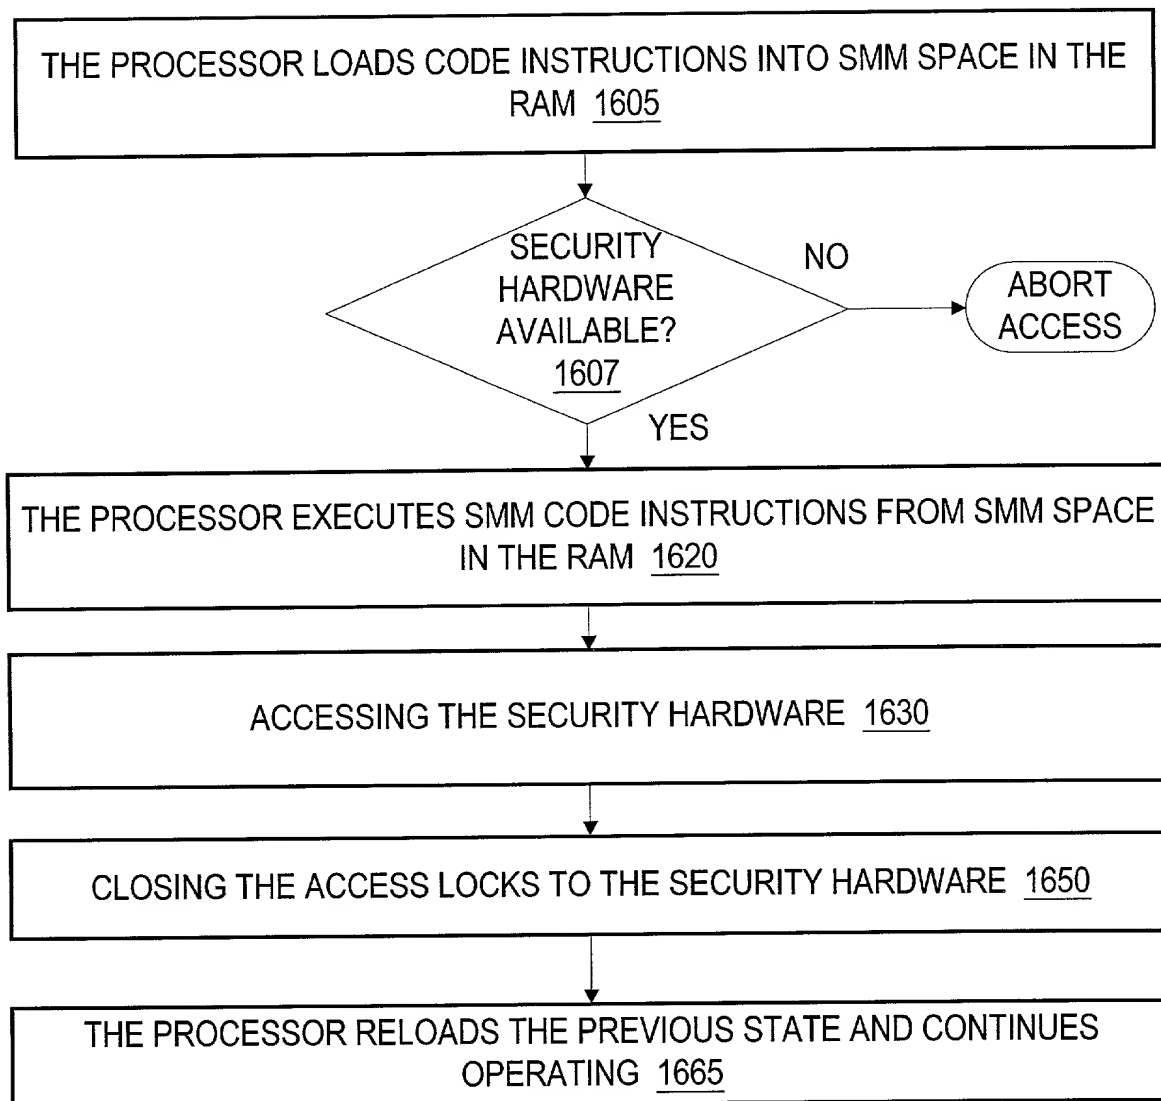 THE PROCESSOR LOADS CODE INSTRUCTIONS INTO SMM SPACE IN THE
RAM 1605
SECURITY
HARDWARE
AVAILABLE?
1607
NO
ABORT
ACCESS
YES
THE PROCESSOR EXECUTES SMM CODE INSTRUCTIONS FROM SMM SPACE
IN THE RAM 1620
ACCESSING THE SECURITY HARDWARE 1630
CLOSING THE ACCESS LOCKS TO THE SECURITY HARDWARE 1650
THE PROCESSOR RELOADS THE PREVIOUS STATE AND CONTINUES
OPERATING 1665